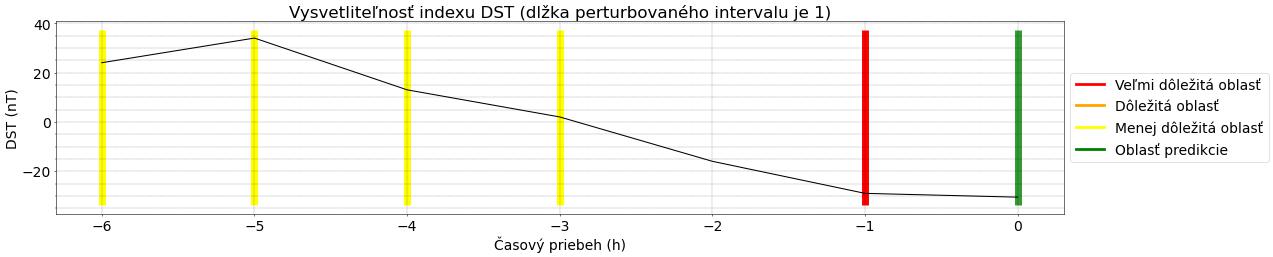 Vysvetliteľnosť indexu DST (dĺžka perturbovaného intervalu je 1)
DST (nT)
40
20
0
−20
−6
−5
−4
−3
−2
−1
0
Časový priebeh (h)
Veľmi dôležitá oblasť
Dôležitá oblasť
Menej dôležitá oblasť
Oblasť predikcie